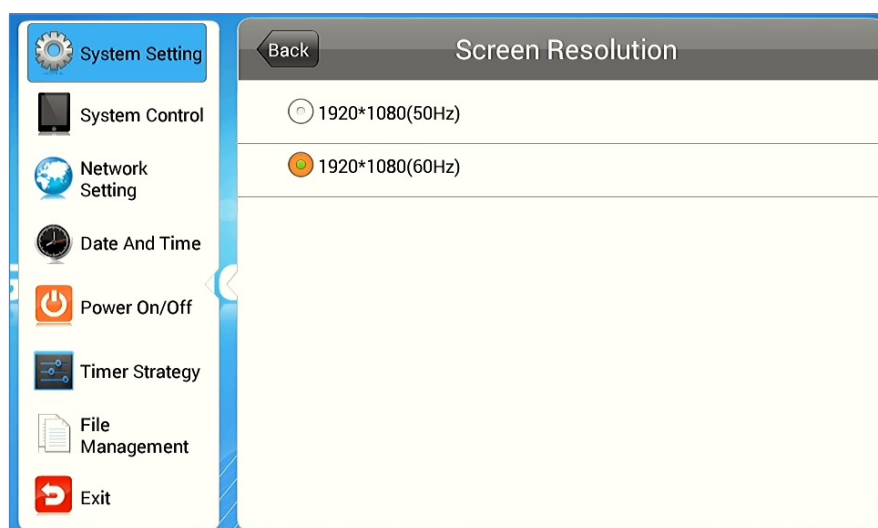 System Setting
System Control
Network
Setting
Date And Time
Power On/Off
Timer Strategy
File
Management
Exit
Back
Screen Resolution
1920*1080(50Hz)
1920*1080(60Hz)